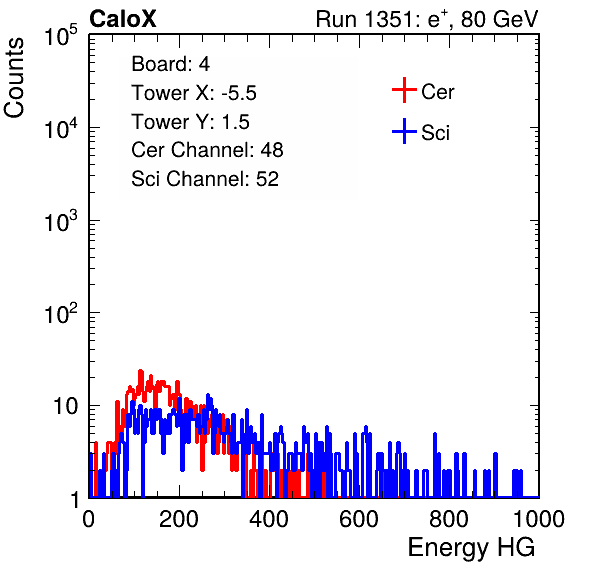 CaloX Run 1351: e⁺, 80 GeV
Counts
10⁵
10⁴
10³
10²
10
1
Board: 4
Tower X: -5.5
Tower Y: 1.5
Cer Channel: 48
Sci Channel: 52
Cer
Sci
0 200 400 600 800 1000
Energy HG